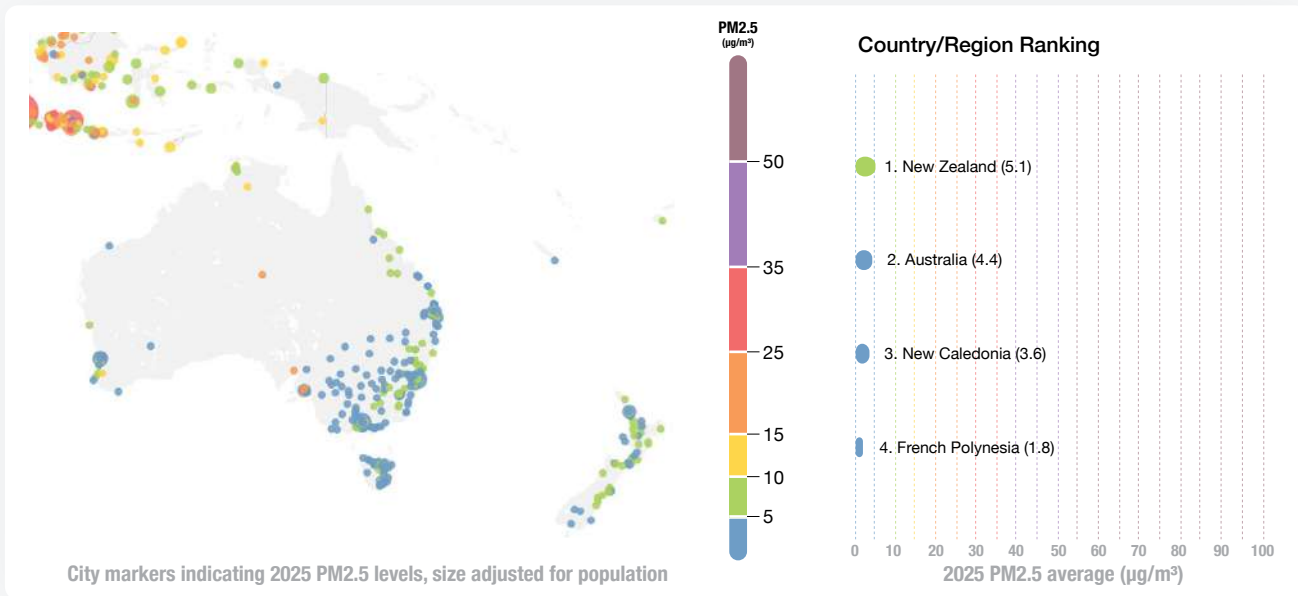 PM2.5
(µg/m³)
50
35
25
15
10
5
City markers indicating 2025 PM2.5 levels, size adjusted for population
Country/Region Ranking
1. New Zealand (5.1)
2. Australia (4.4)
3. New Caledonia (3.6)
4. French Polynesia (1.8)
0 10 20 30 40 50 60 70 80 90 100
2025 PM2.5 average (µg/m³)